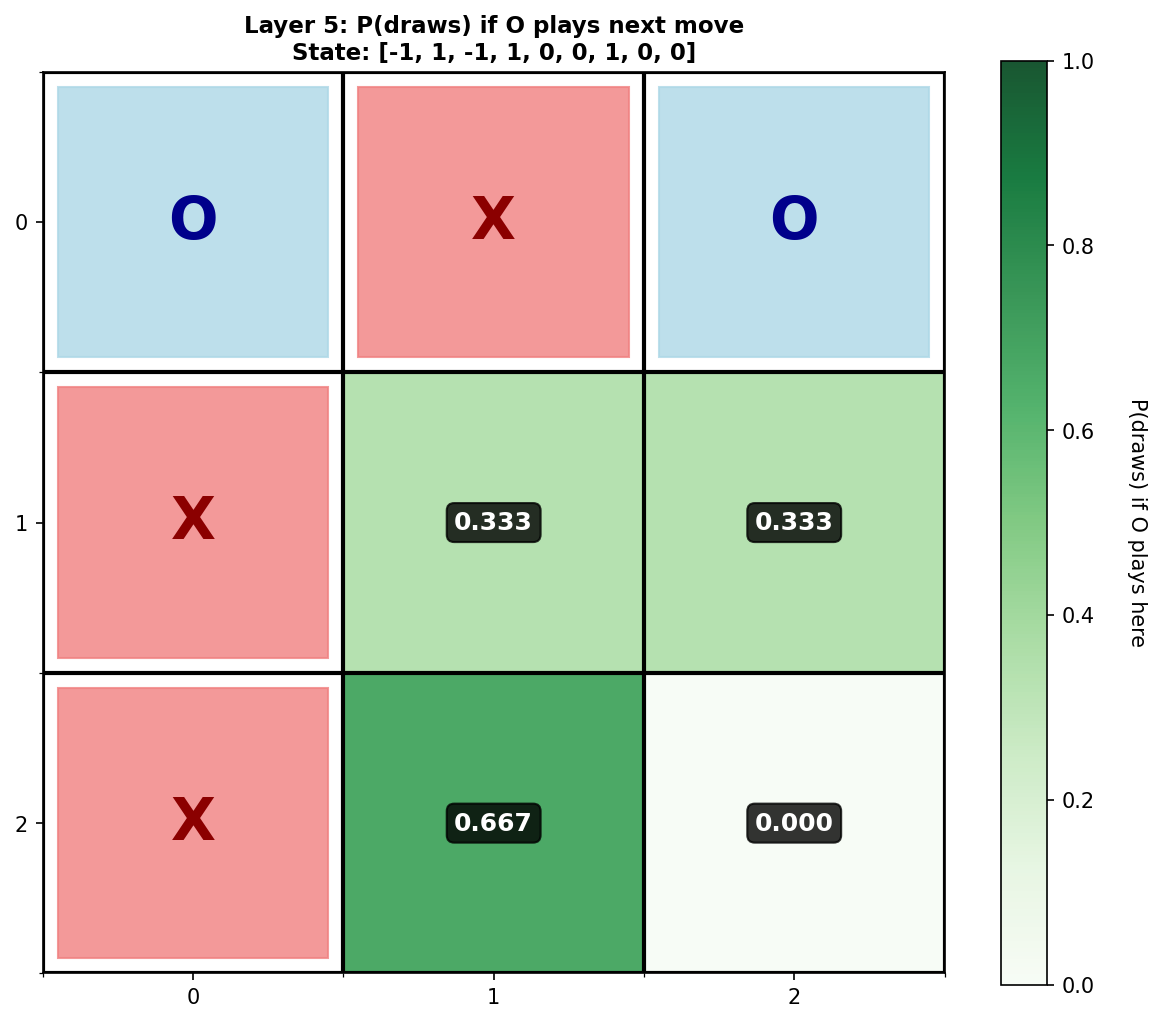 Layer 5: P(draws) if O plays next move
State: [-1, 1, -1, 1, 0, 0, 1, 0, 0]
O X O
X 0.333 0.333
X 0.667 0.000
0
1
2
0 1 2
1.0
0.8
0.6
0.4
0.2
0.0
P(draws) if O plays here